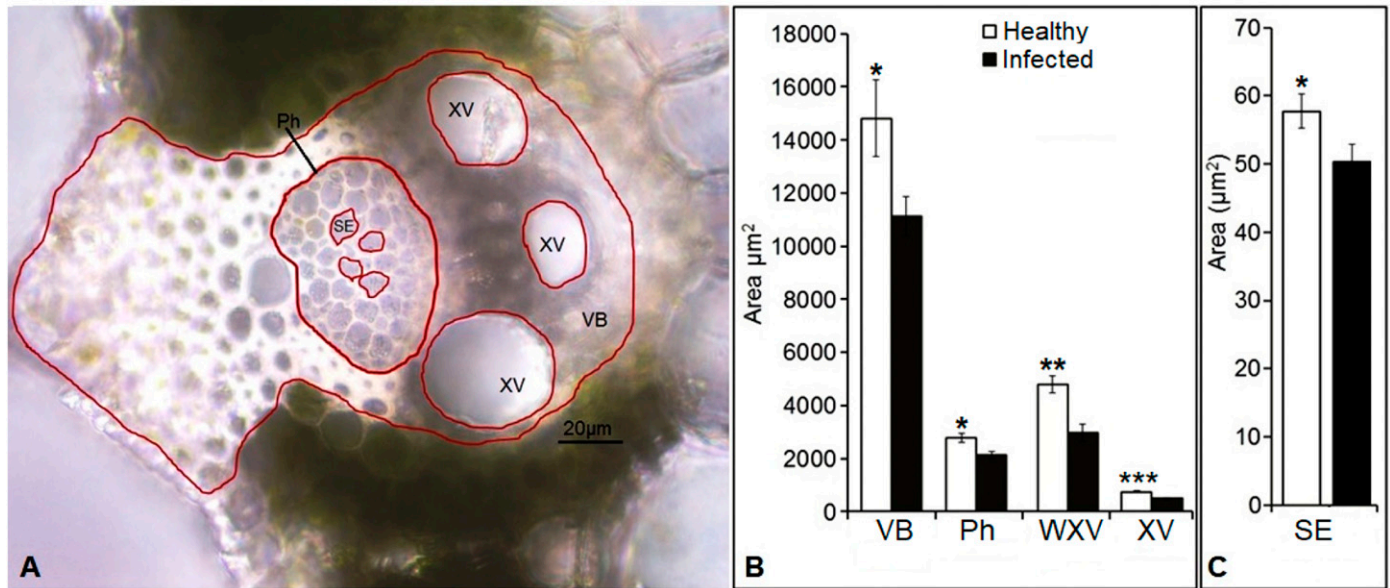 Ph
XV
SE
XV
VB
XV
20µm
A
Healthy
Infected
Area µm²
18000
16000
14000
12000
10000
8000
6000
4000
2000
0
*
*
**
***
VB Ph WXV XV
B
Area (µm²)
70
60
50
40
30
20
10
0
*
SE
C